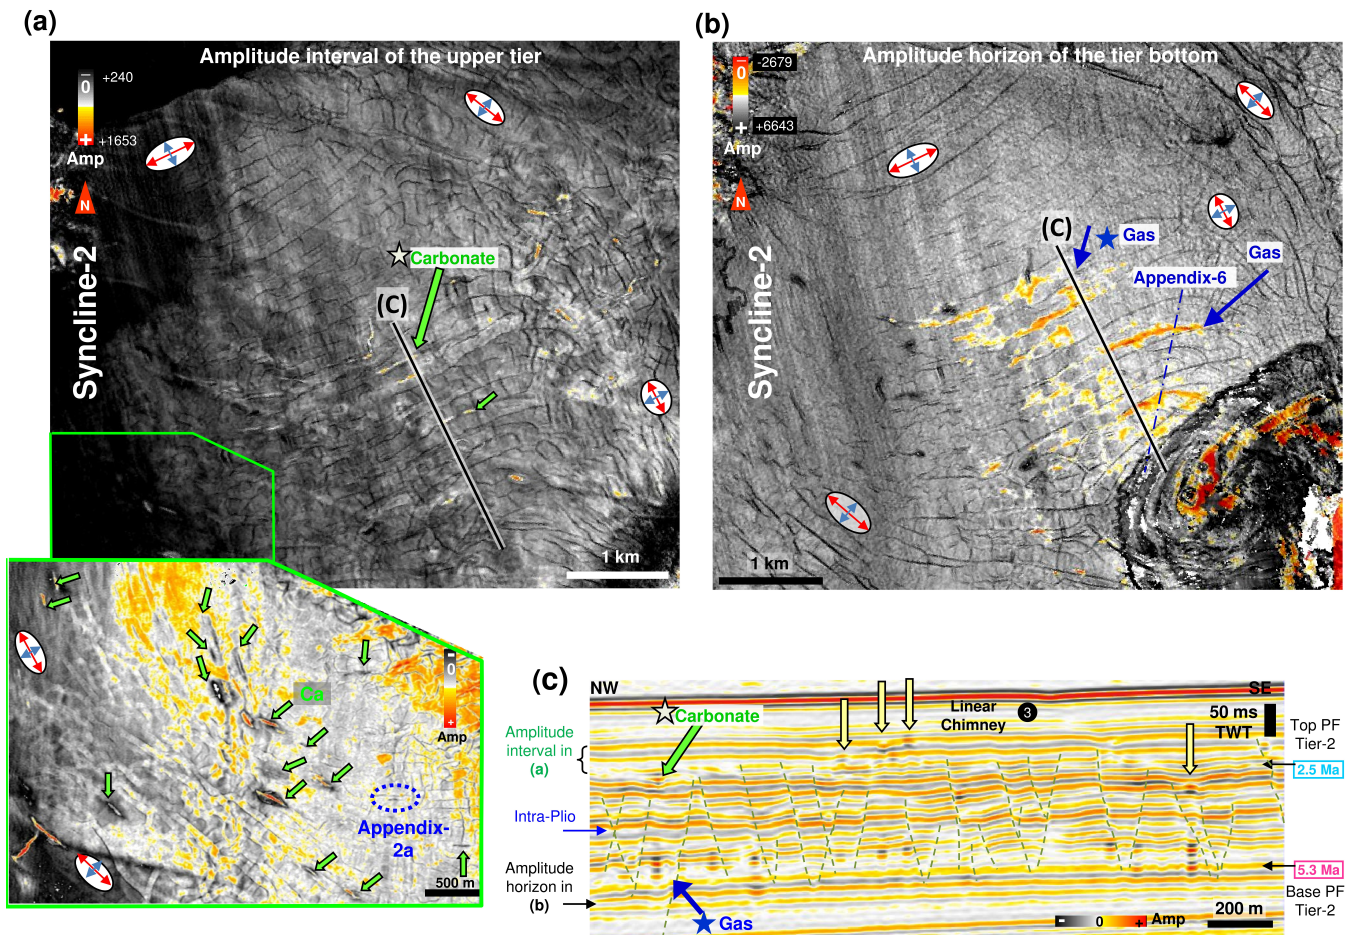 (a)
Amplitude interval of the upper tier
−
+240
0
+
+1653
Amp
N
Syncline-2
Carbonate
(C)
1 km
(b)
Amplitude horizon of the tier bottom
−
-2679
0
+
+6643
Amp
N
Syncline-2
(C)
Gas
Gas
Appendix-6
1 km
Ca
-
0
+
Amp
Appendix-
2a
500 m
(c)
NW
SE
Carbonate
Linear
Chimney
3
50 ms
TWT
Top PF
Tier-2
2.5 Ma
Amplitude
interval in
(a)
Intra-Plio
Amplitude
horizon in
(b)
5.3 Ma
Base PF
Tier-2
Gas
-
0
+
Amp
200 m